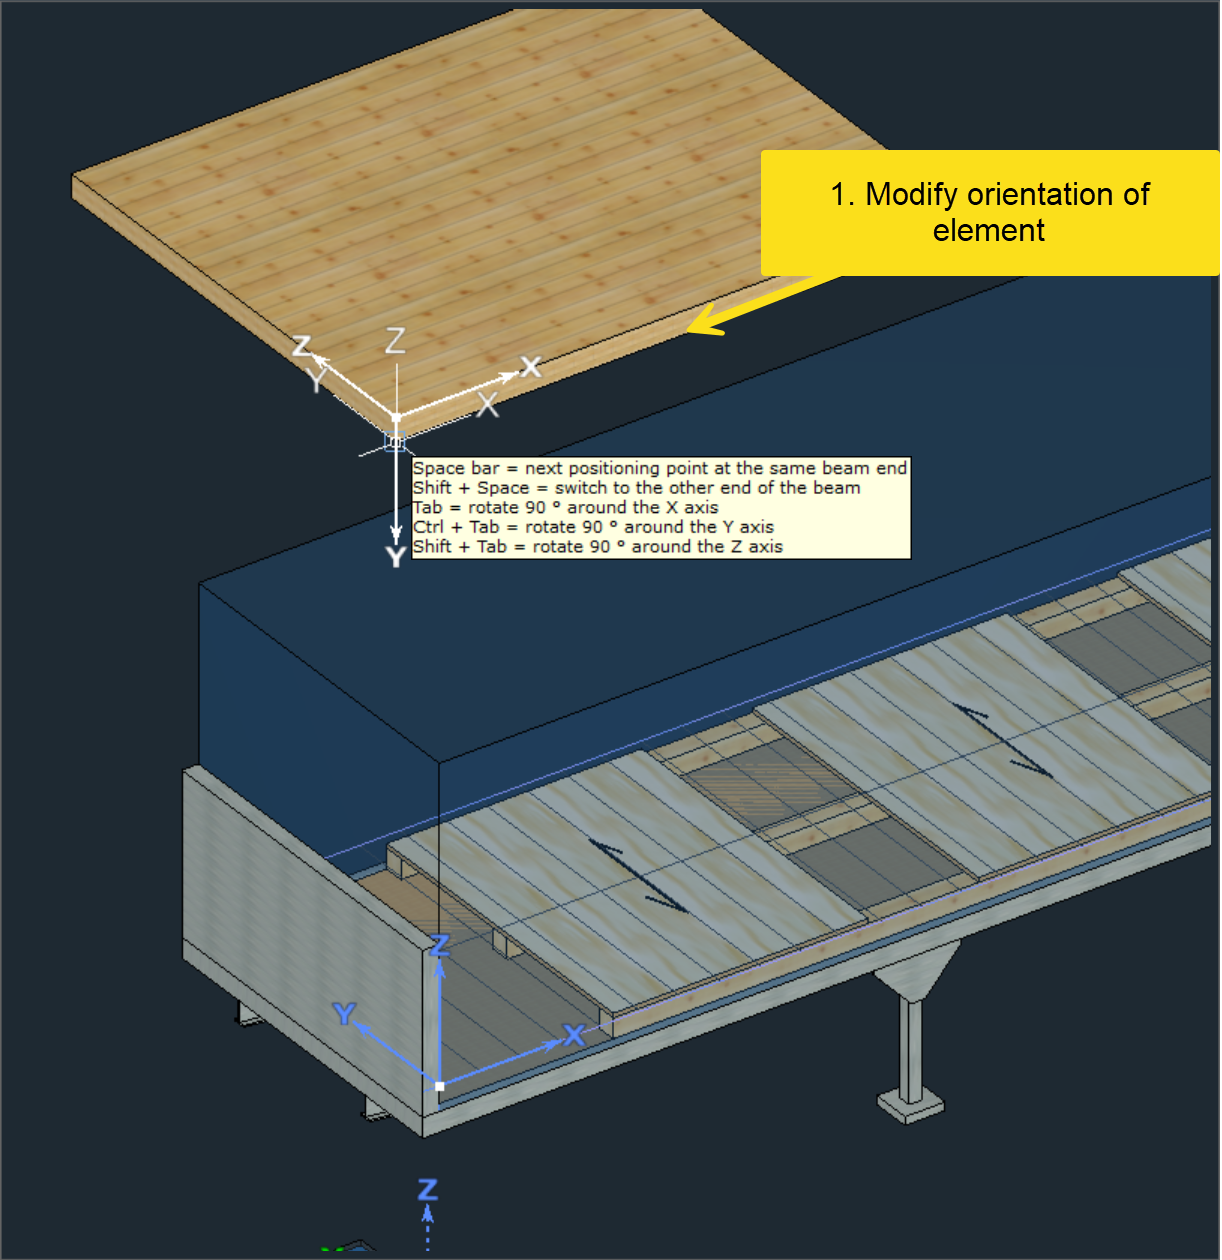 1. Modify orientation of
element
Z
Z
Y
X
X
Space bar = next positioning point at the same beam end
Shift + Space = switch to the other end of the beam
Tab = rotate 90 ° around the X axis
Ctrl + Tab = rotate 90 ° around the Y axis
Shift + Tab = rotate 90 ° around the Z axis
Y
Z
Y
X
Z